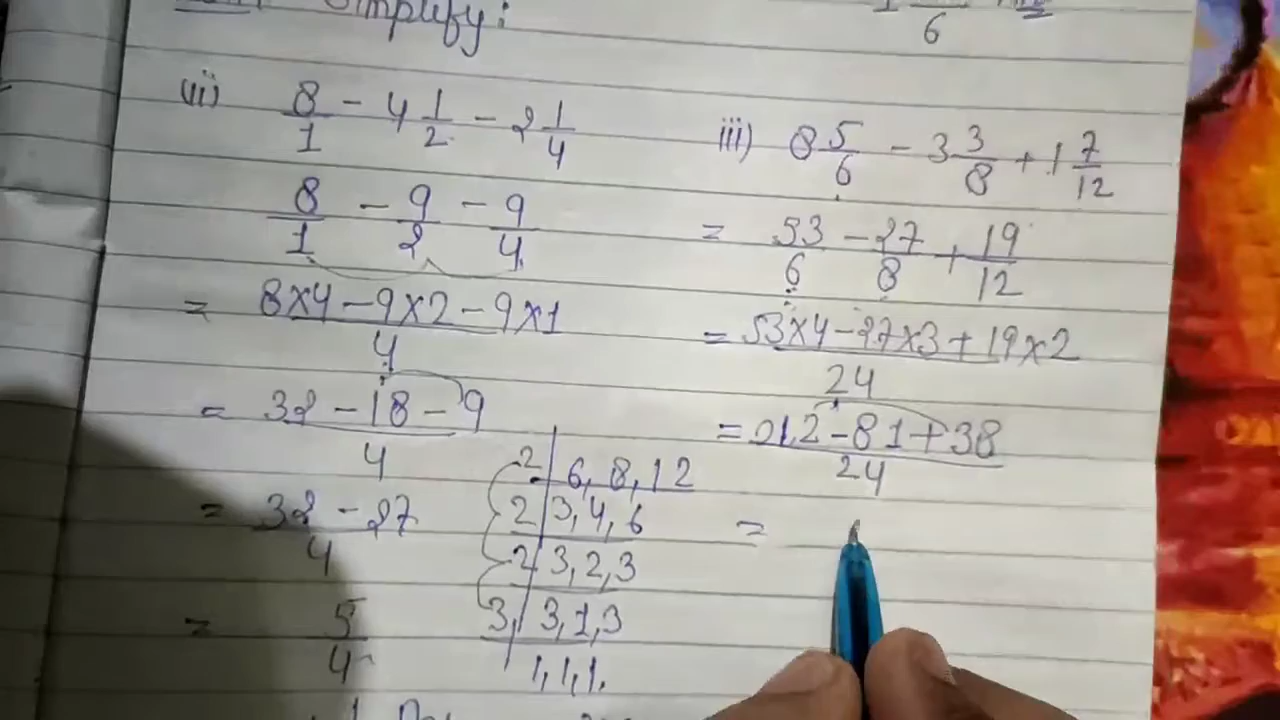 Simplify:
6
(ii) 8/1 - 4 1/2 - 2 1/4
8/1 - 9/2 - 9/4
= (8×4 - 9×2 - 9×1)/4
= (32 - 18 - 9)/4
= (32 - 27)/4
= 5/4
2 | 6, 8, 12
2 | 3, 4, 6
2 | 3, 2, 3
3 | 3, 1, 3
1, 1, 1
iii) 8 5/6 - 3 3/8 + 1 7/12
= 53/6 - 27/8 + 19/12
= (53×4 - 27×3 + 19×2)/24
= (212 - 81 + 38)/24
=